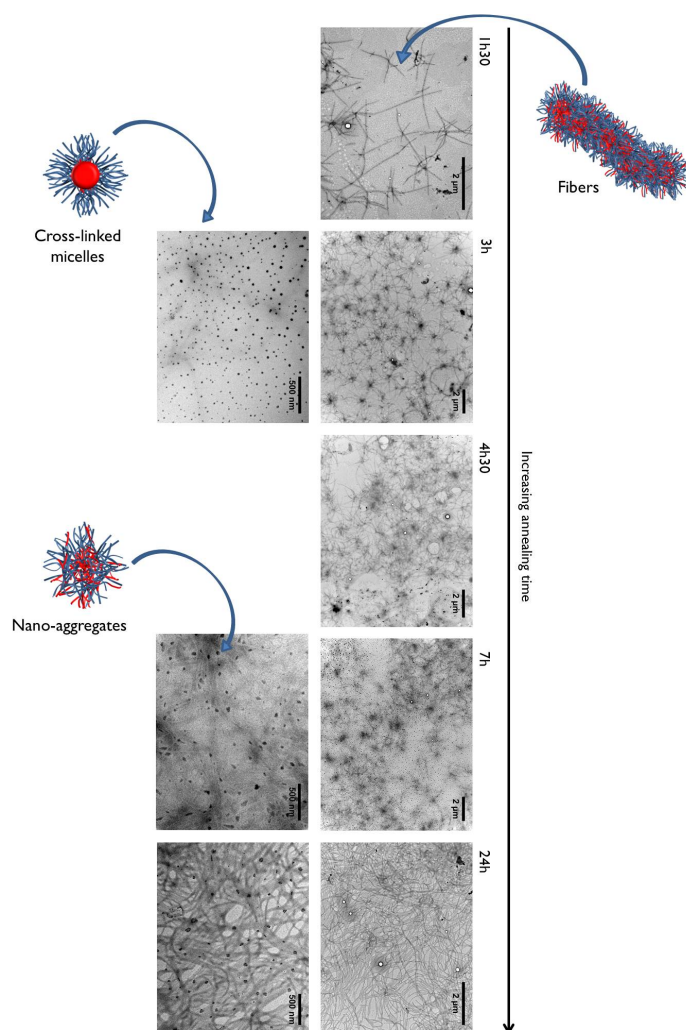 1h30
2 µm
Fibers
Cross-linked
micelles
3h
500 nm
2 µm
4h30
2 µm
Increasing annealing time
Nano-aggregates
7h
500 nm
2 µm
24h
500 nm
2 µm